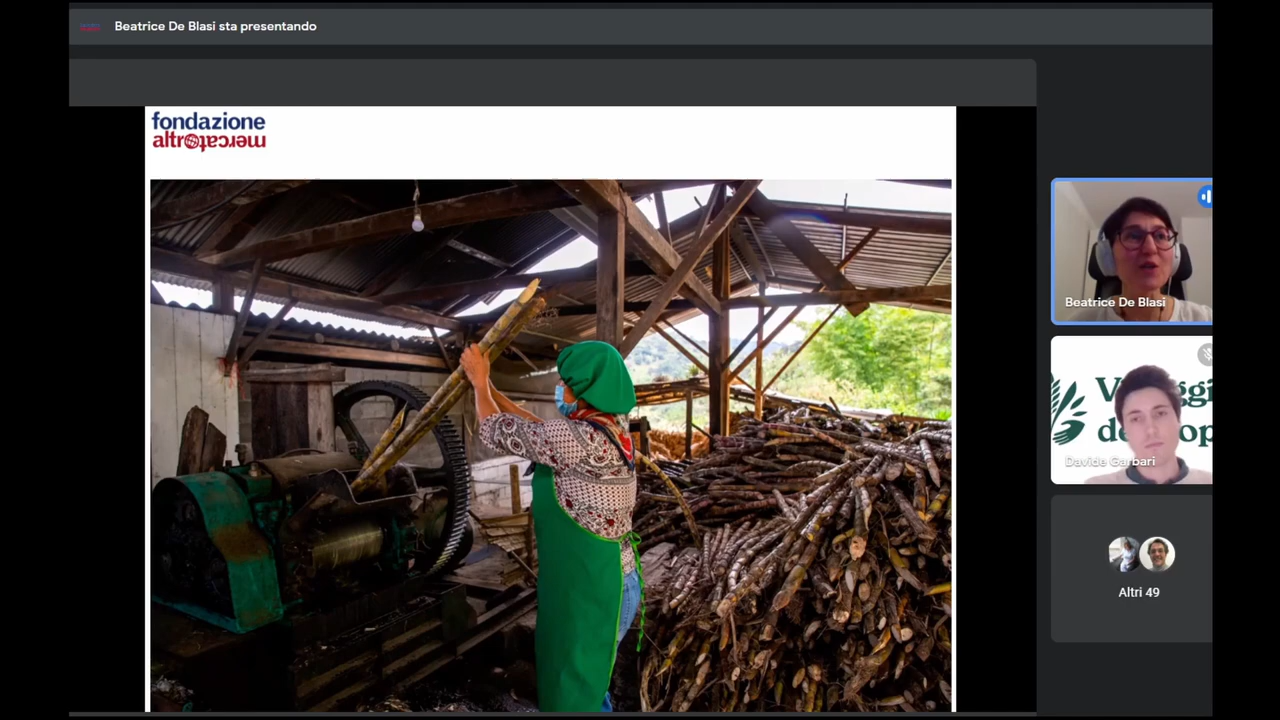 Beatrice De Blasi sta presentando
fondazione
altromercato
Beatrice De Blasi
Davide Garbari
Altri 49